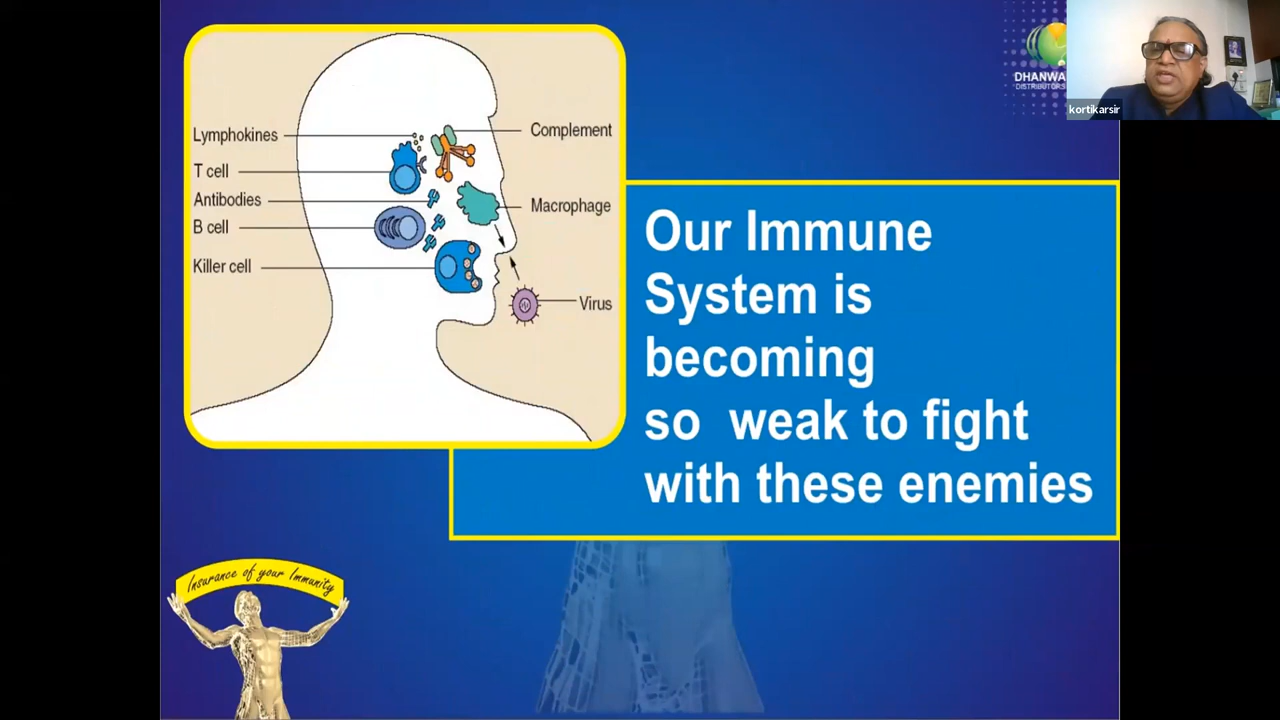 Lymphokines
T cell
Antibodies
B cell
Killer cell
Complement
Macrophage
Virus
DHANWA
DISTRIBUTORS
kortikarsir
Our Immune
System is
becoming
so weak to fight
with these enemies
Insurance of your Immunity